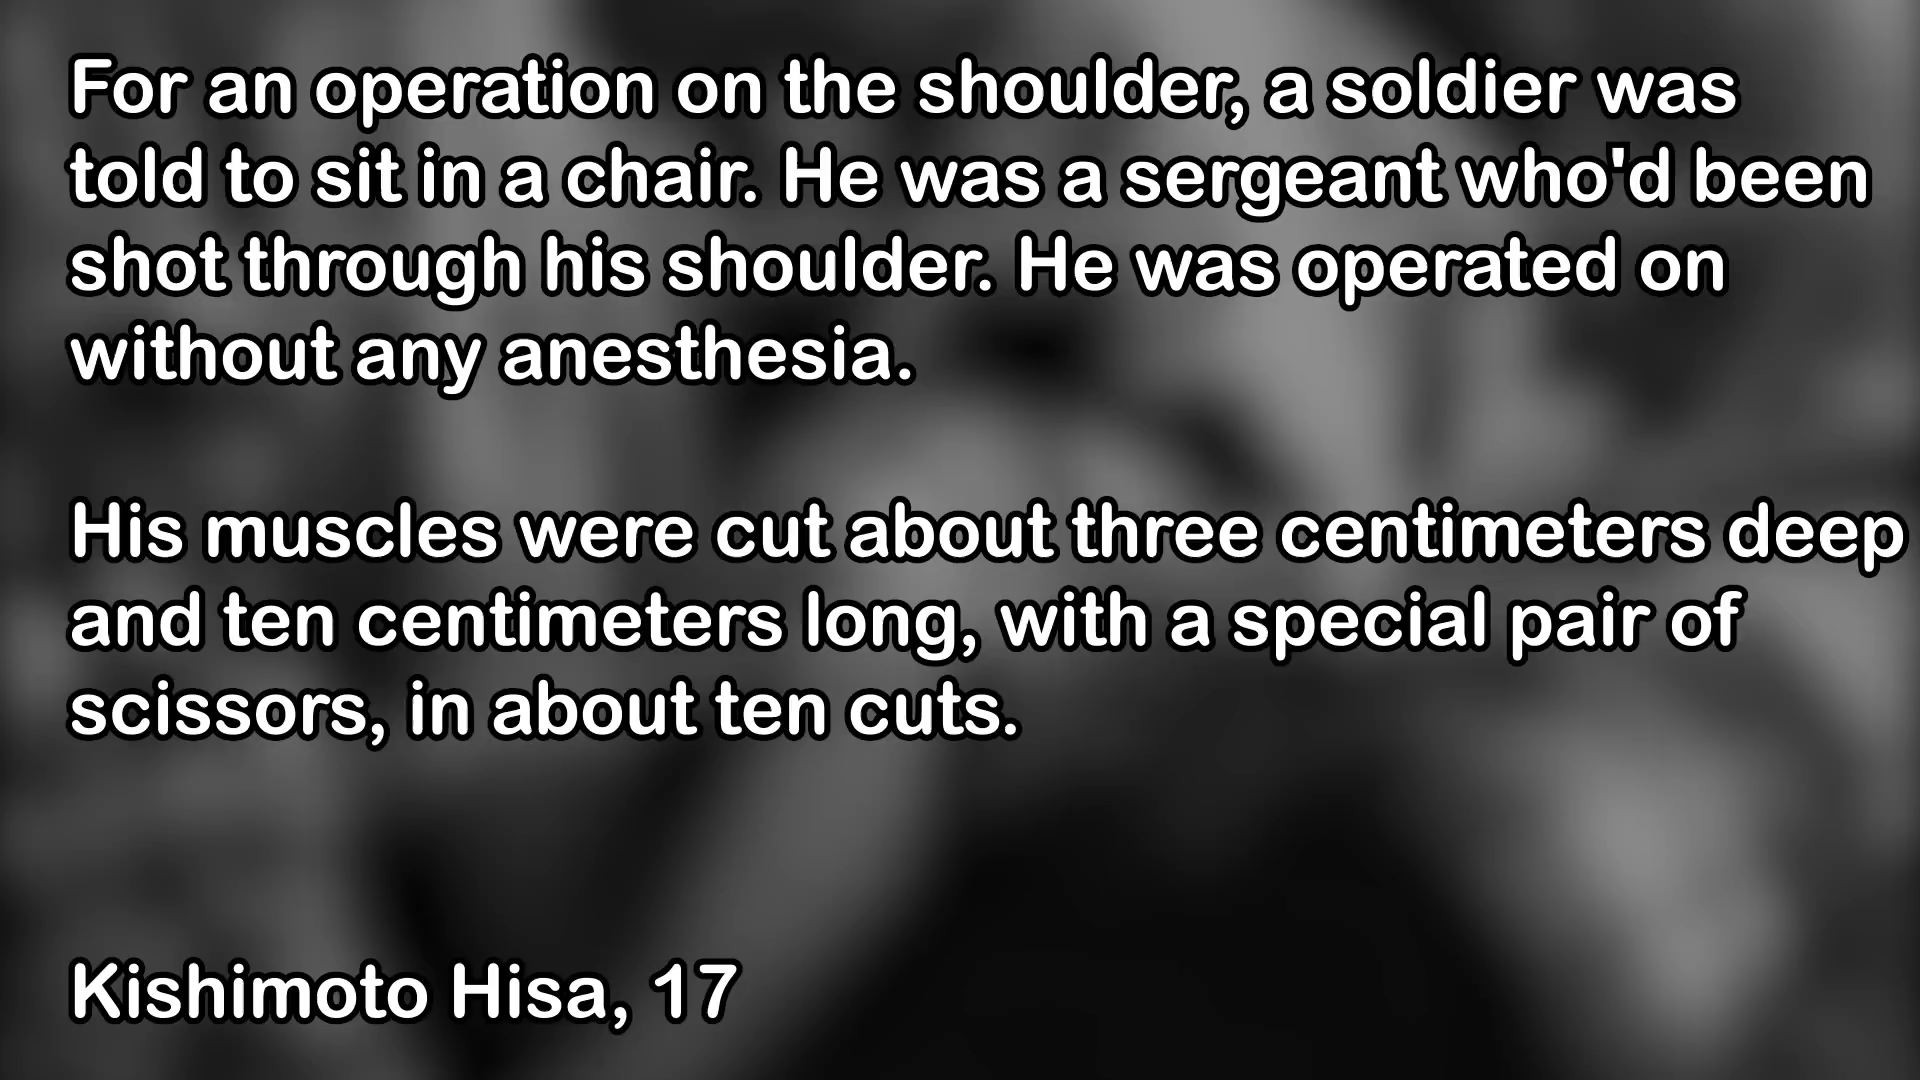 For an operation on the shoulder, a soldier was
told to sit in a chair. He was a sergeant who'd been
shot through his shoulder. He was operated on
without any anesthesia.
His muscles were cut about three centimeters deep
and ten centimeters long, with a special pair of
scissors, in about ten cuts.
Kishimoto Hisa, 17